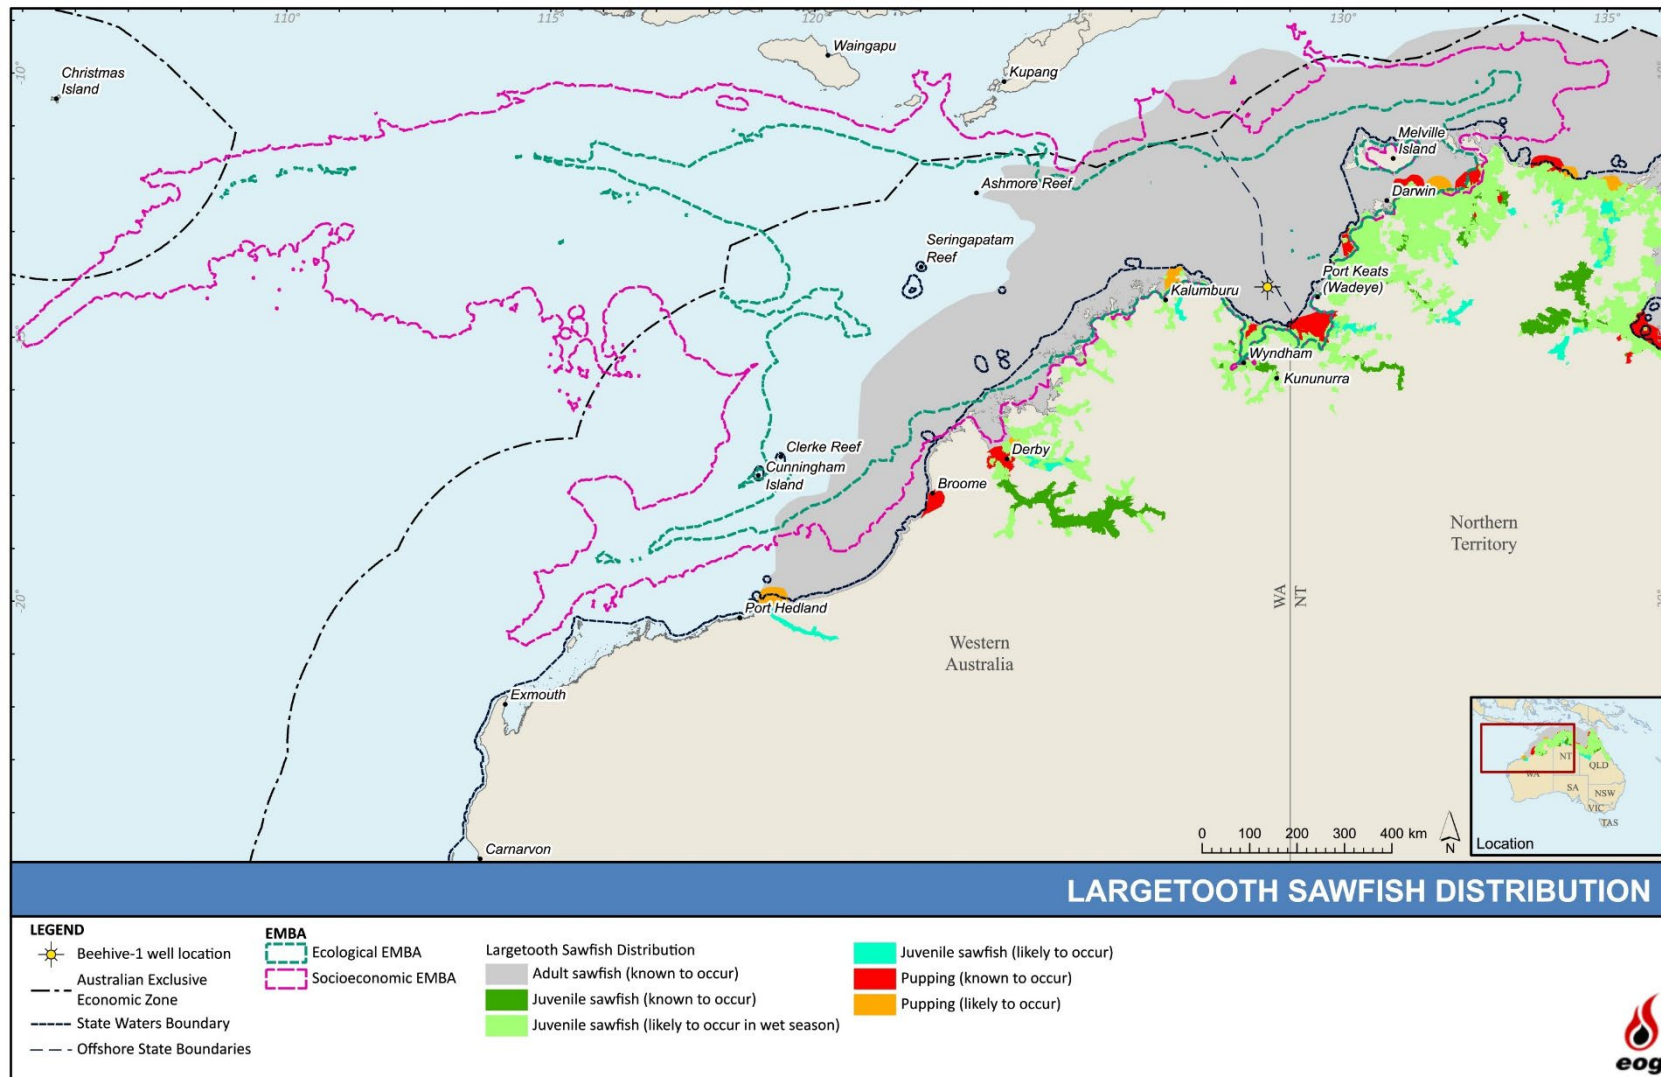 110°
115°
120°
125°
130°
135°
-10°
-20°
Christmas
Island
Waingapu
Kupang
Ashmore Reef
Seringapatam
Reef
Clerke Reef
Cunningham
Island
Melville
Island
Darwin
Port Keats
(Wadeye)
Kalumburu
Wyndham
Kununurra
Derby
Broome
Port Hedland
Exmouth
Carnarvon
Western
Australia
Northern
Territory
WA
NT
0 100 200 300 400 km
N
WA
NT
QLD
SA
NSW
VIC
TAS
Location
LARGETOOTH SAWFISH DISTRIBUTION
LEGEND
Beehive-1 well location
Australian Exclusive
Economic Zone
State Waters Boundary
Offshore State Boundaries
EMBA
Ecological EMBA
Socioeconomic EMBA
Largetooth Sawfish Distribution
Adult sawfish (known to occur)
Juvenile sawfish (known to occur)
Juvenile sawfish (likely to occur in wet season)
Juvenile sawfish (likely to occur)
Pupping (known to occur)
Pupping (likely to occur)
eog